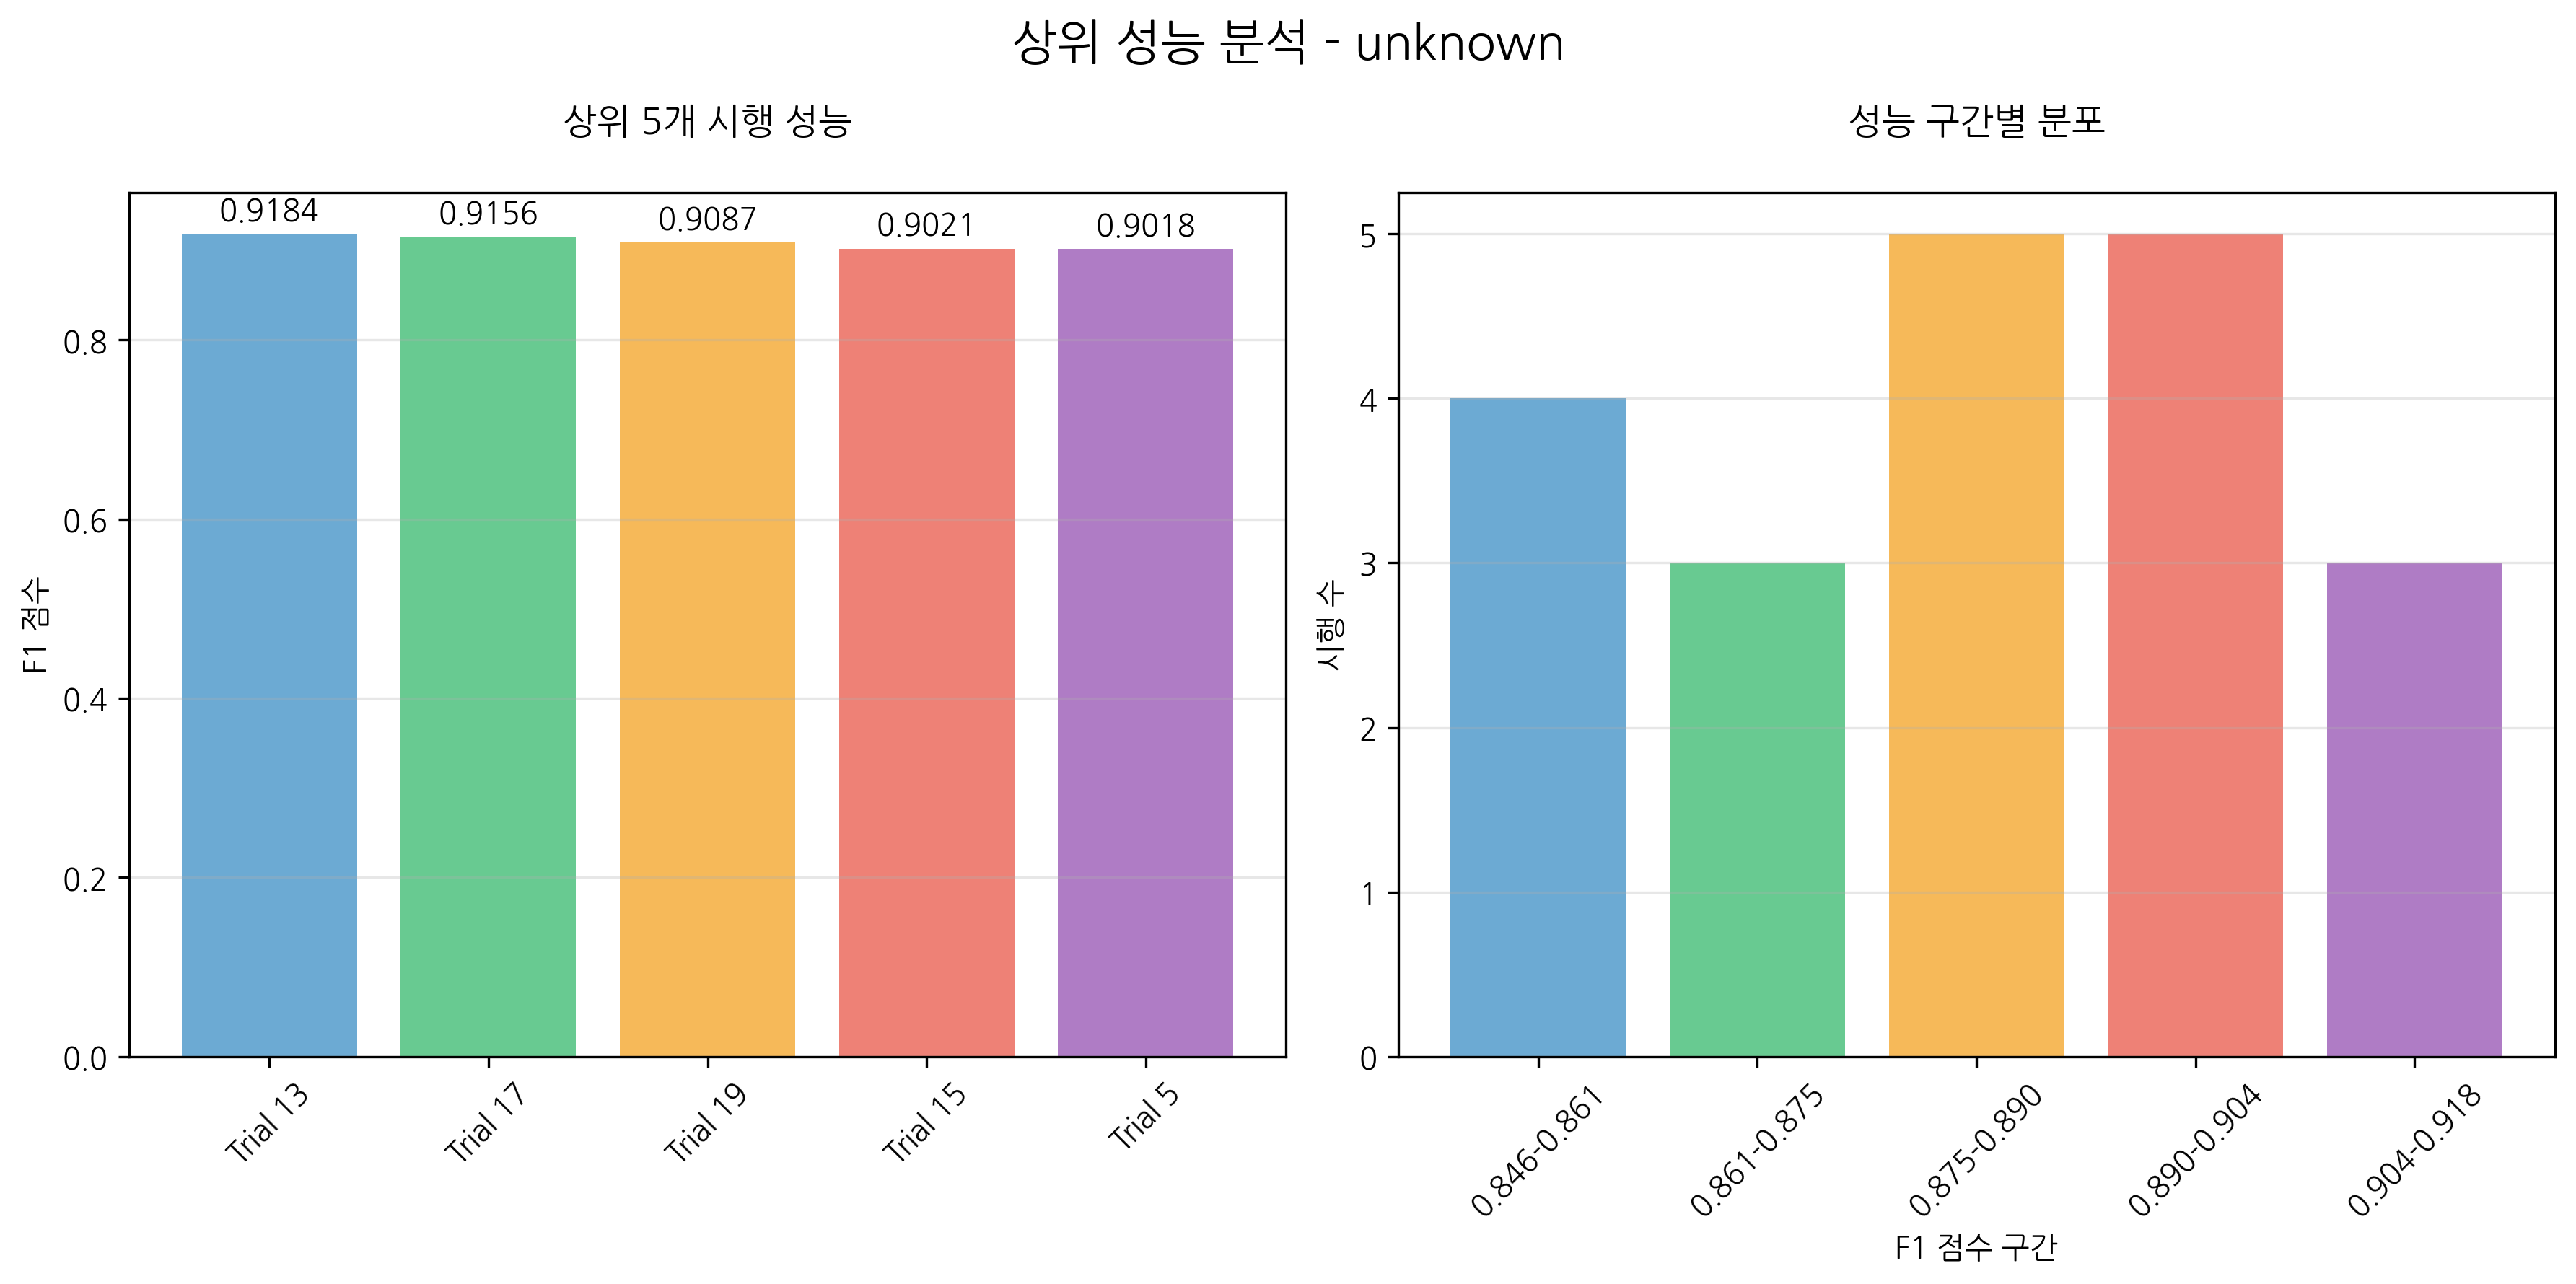 상위 성능 분석 - unknown
상위 5개 시행 성능
F1 점수
0.8
0.6
0.4
0.2
0.0
0.9184
0.9156
0.9087
0.9021
0.9018
Trial 13
Trial 17
Trial 19
Trial 15
Trial 5
성능 구간별 분포
시행 수
5
4
3
2
1
0
0.846-0.861
0.861-0.875
0.875-0.890
0.890-0.904
0.904-0.918
F1 점수 구간